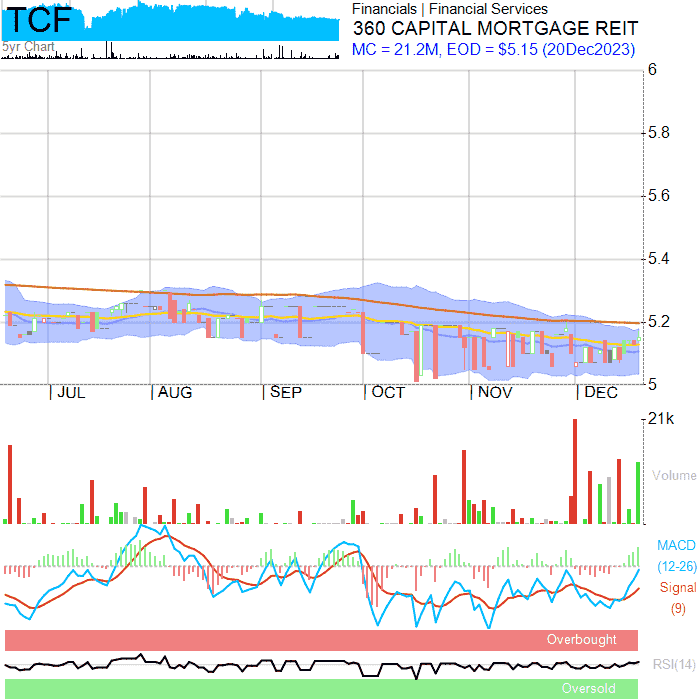 TCF
5yr Chart
Financials | Financial Services
360 CAPITAL MORTGAGE REIT
MC = 21.2M, EOD = $5.15 (20Dec2023)
6
5.8
5.6
5.4
5.2
5
JUL
AUG
SEP
OCT
NOV
DEC
21k
Volume
MACD
(12-26)
Signal
(9)
Overbought
RSI(14)
Oversold